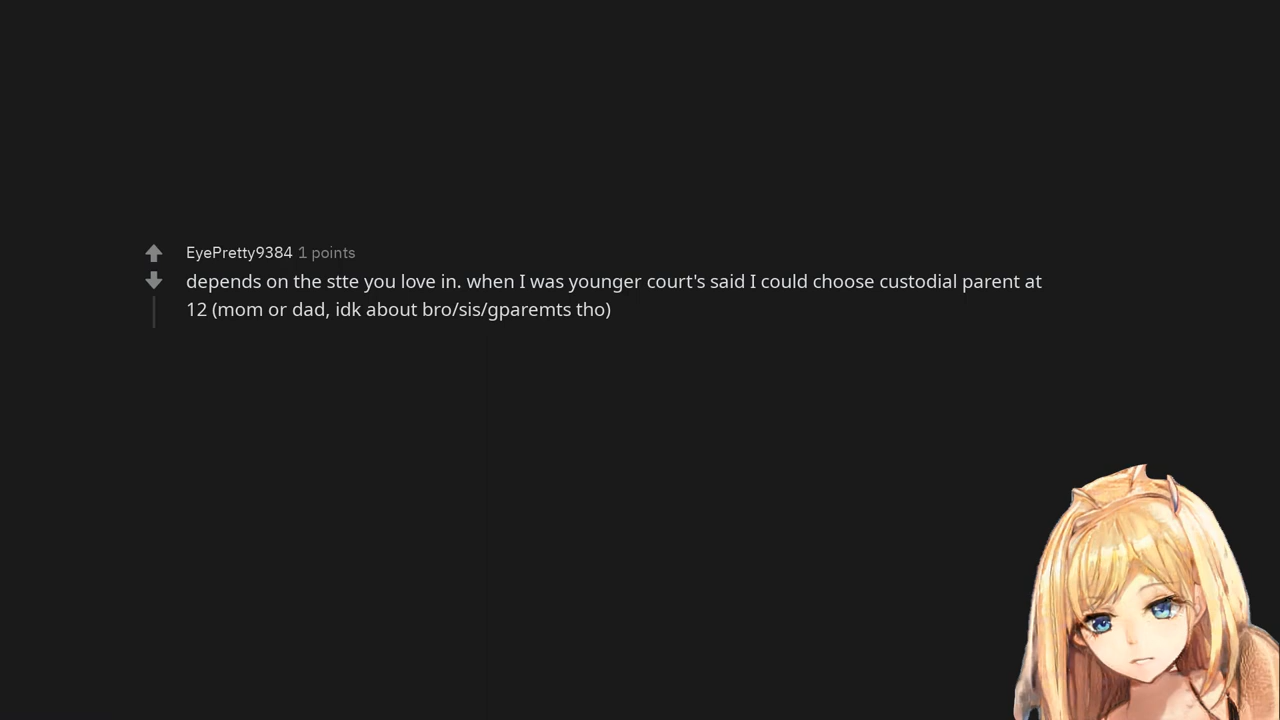 EyePretty9384 1 points
depends on the stte you love in. when I was younger court's said I could choose custodial parent at
12 (mom or dad, idk about bro/sis/gparemts tho)